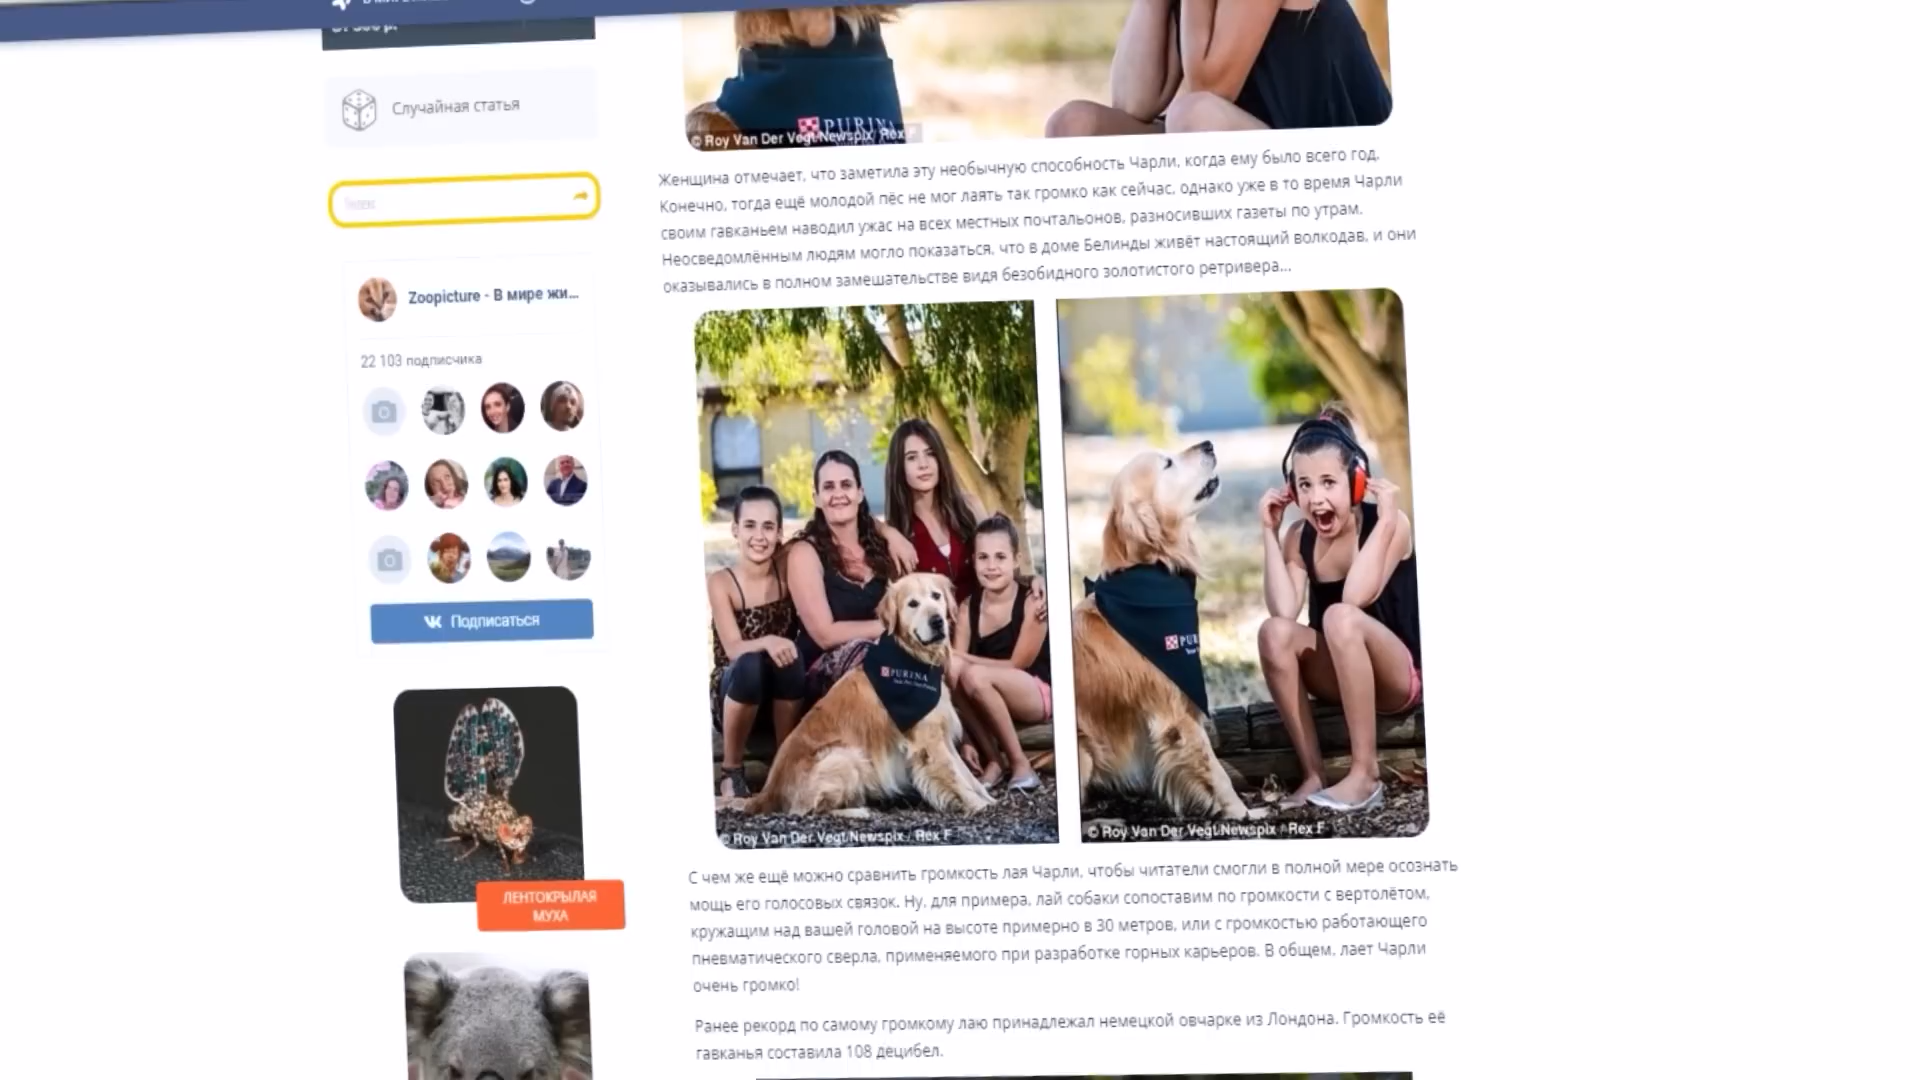 Случайная статья
Zoopicture - В мире жи...
22 103 подписчика
Подписаться
ЛЕНТОКРЫЛАЯ
МУХА
PURINA
© Roy Van Der Vegt/Newspix / Rex F
Женщина отмечает, что заметила эту необычную способность Чарли, когда ему было всего год.
Конечно, тогда ещё молодой пёс не мог лаять так громко как сейчас, однако уже в то время Чарли
своим гавканьем наводил ужас на всех местных почтальонов, разносивших газеты по утрам.
Неосведомлённым людям могло показаться, что в доме Белинды живёт настоящий волкодав, и они
оказывались в полном замешательстве видя безобидного золотистого ретривера...
PURINA
PUR
© Roy Van Der Vegt/Newspix / Rex F
© Roy Van Der Vegt/Newspix / Rex F
С чем же ещё можно сравнить громкость лая Чарли, чтобы читатели смогли в полной мере осознать
мощь его голосовых связок. Ну, для примера, лай собаки сопоставим по громкости с вертолётом,
кружащим над вашей головой на высоте примерно в 30 метров, или с громкостью работающего
пневматического сверла, применяемого при разработке горных карьеров. В общем, лает Чарли
очень громко!
Ранее рекорд по самому громкому лаю принадлежал немецкой овчарке из Лондона. Громкость её
гавканья составила 108 децибел.